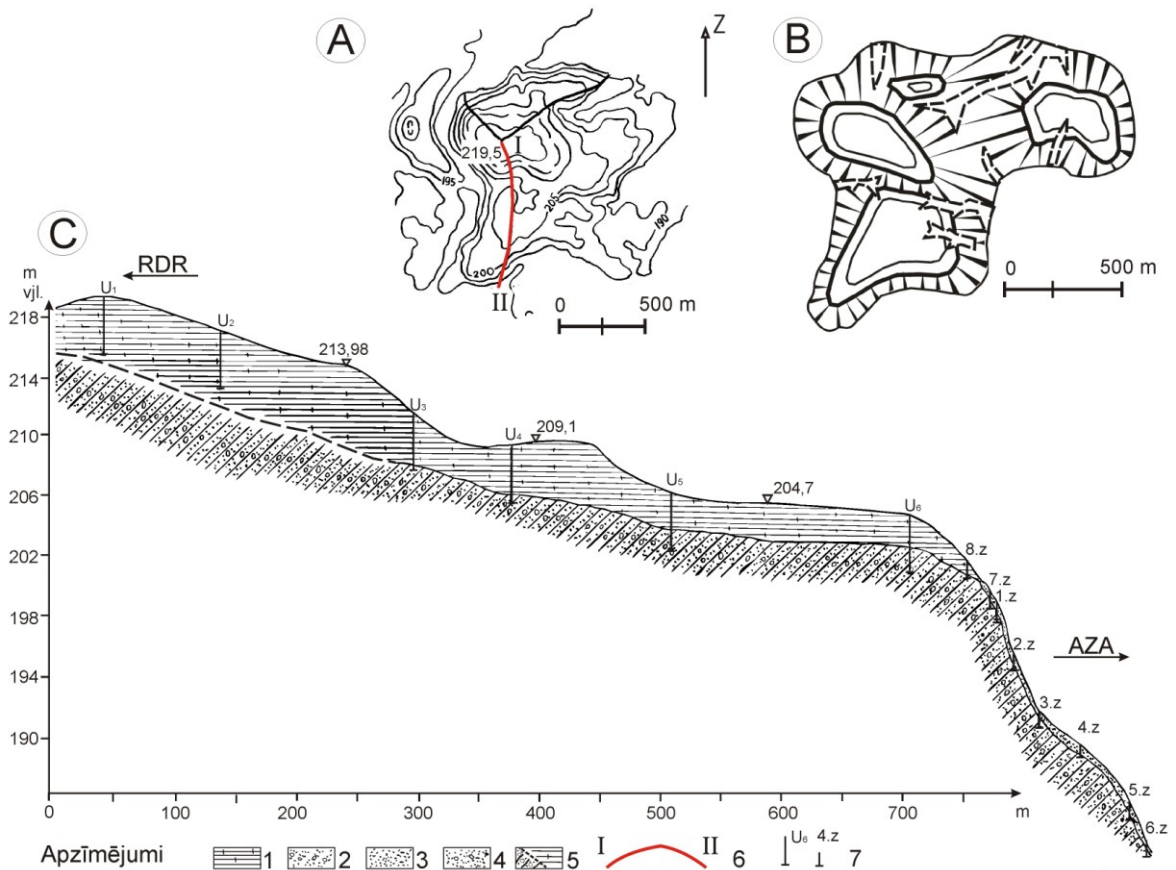 A
Z
B
I
219,5
195
205
190
200
II
0 500 m
0 500 m
C
m
vjl.
RDR
U1
U2
218
213,98
214
U3
U4
209,1
210
U5
204,7
206
U6
8.z
202
7.z
1.z
198
2.z
AZA
194
3.z
4.z
190
5.z
6.z
0 100 200 300 400 500 600 700 m
Apzīmējumi 1 2 3 4 5 I II 6 U6 4.z 7